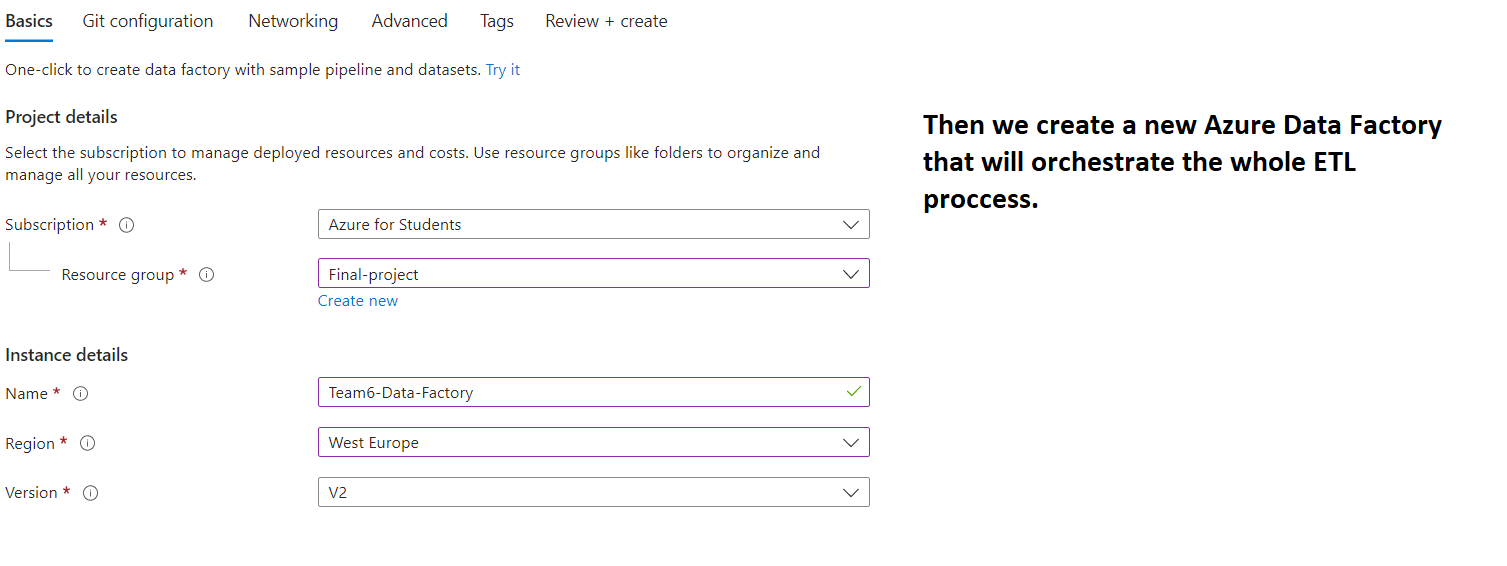 Basics Git configuration Networking Advanced Tags Review + create
One-click to create data factory with sample pipeline and datasets. Try it
Project details
Select the subscription to manage deployed resources and costs. Use resource groups like folders to organize and
manage all your resources.
Subscription * Azure for Students
Resource group * Final-project
Create new
Instance details
Name * Team6-Data-Factory
Region * West Europe
Version * V2
Then we create a new Azure Data Factory
that will orchestrate the whole ETL
proccess.